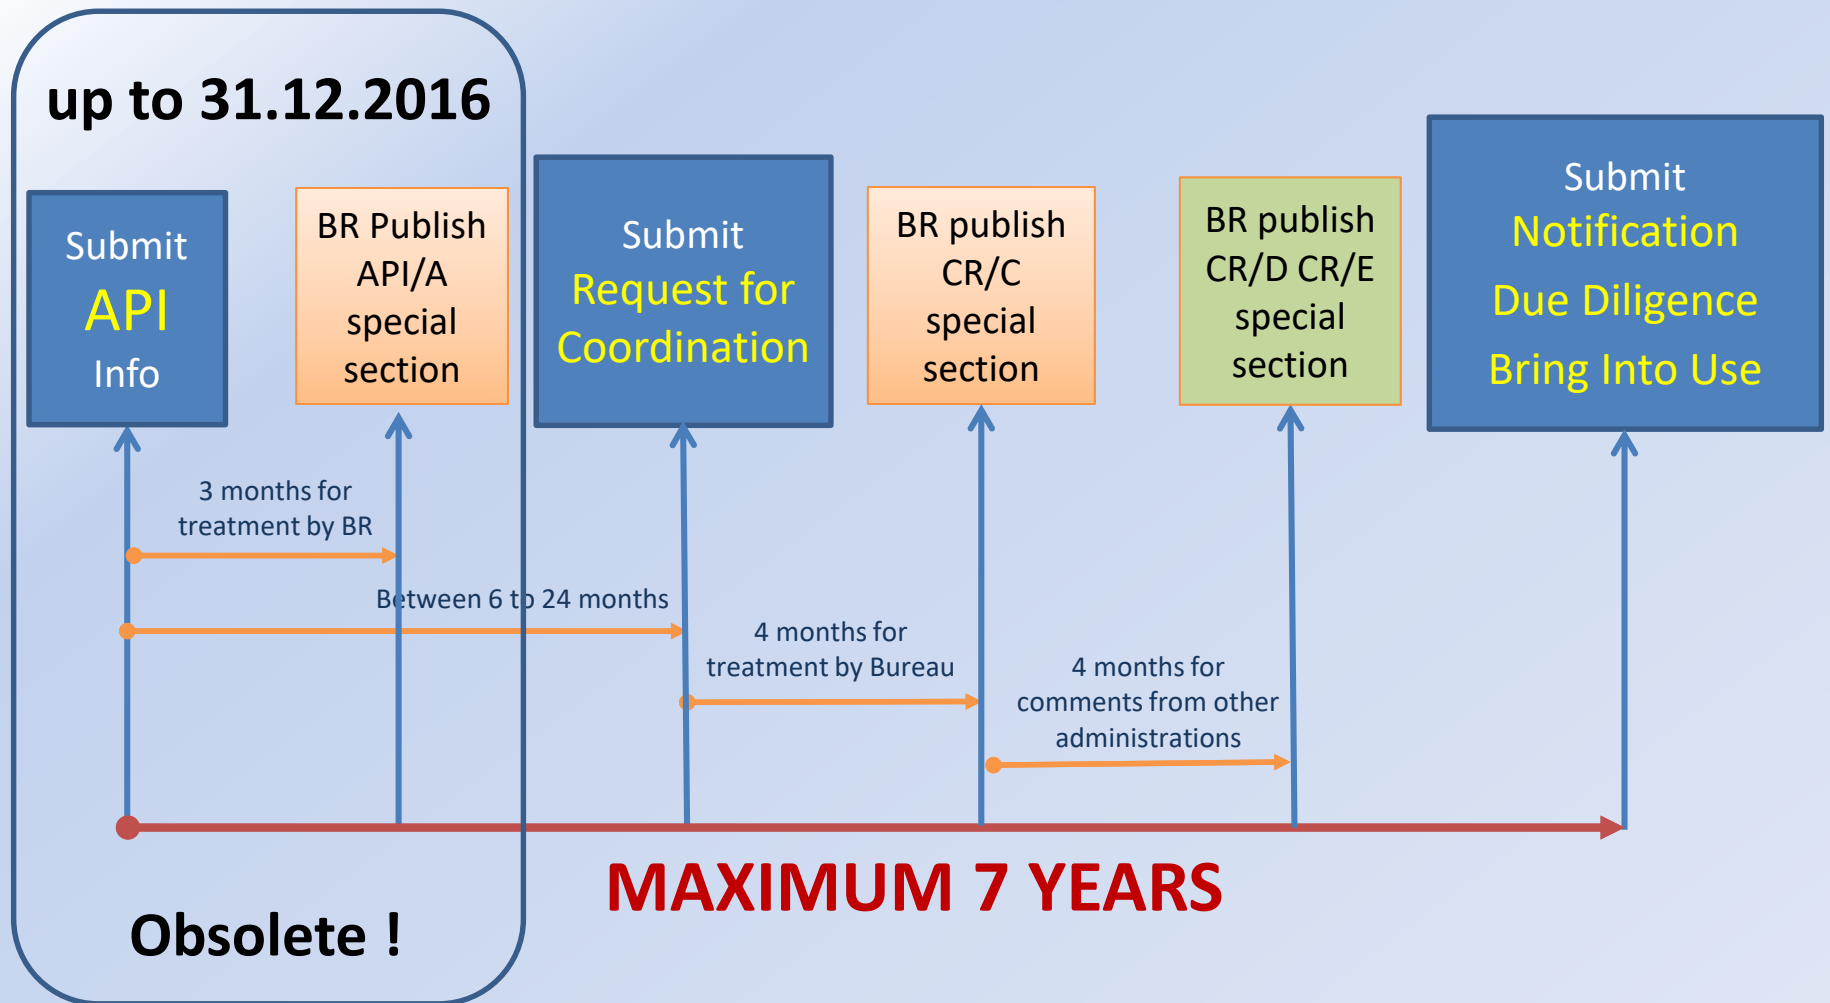 up to 31.12.2016
Submit
API
Info
BR Publish
API/A
special
section
Submit
Request for
Coordination
BR publish
CR/C
special
section
BR publish
CR/D CR/E
special
section
Submit
Notification
Due Diligence
Bring Into Use
3 months for
treatment by BR
Between 6 to 24 months
4 months for
treatment by Bureau
4 months for
comments from other
administrations
MAXIMUM 7 YEARS
Obsolete !